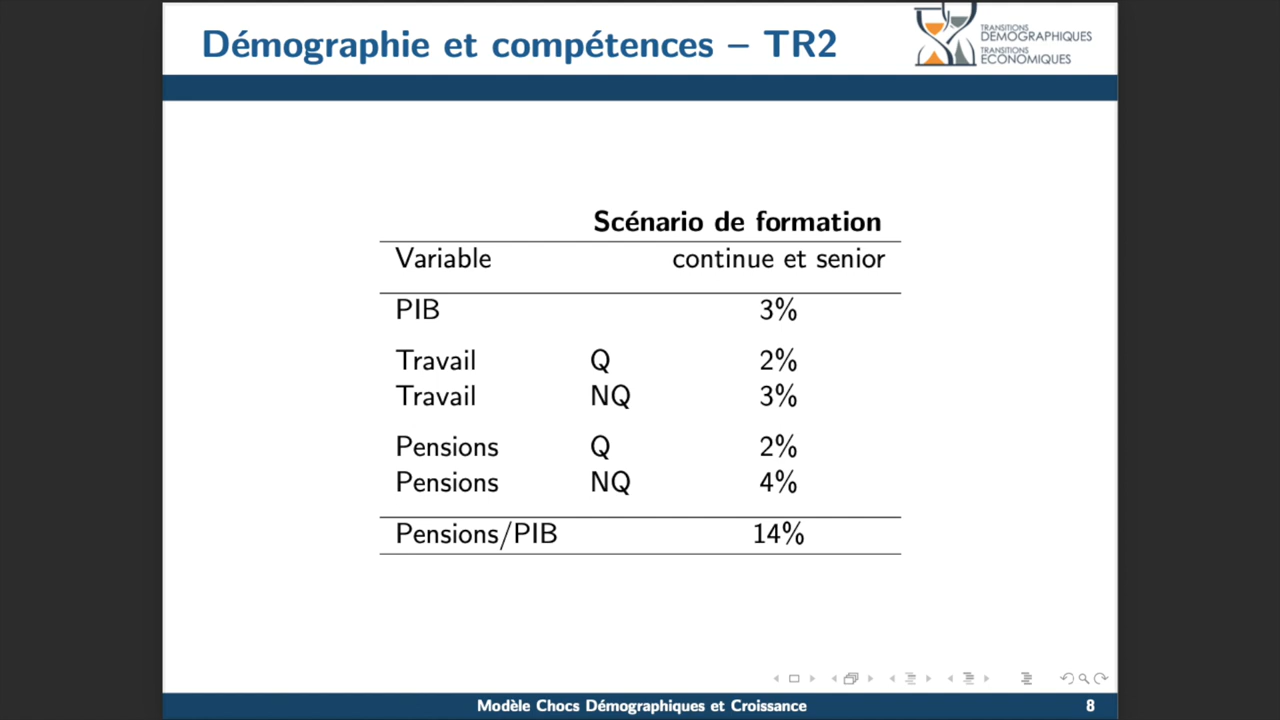 Démographie et compétences – TR2
TRANSITIONS
DÉMOGRAPHIQUES
TRANSITIONS
ÉCONOMIQUES
Scénario de formation
Variable continue et senior
PIB 3%
Travail Q 2%
Travail NQ 3%
Pensions Q 2%
Pensions NQ 4%
Pensions/PIB 14%
Modèle Chocs Démographiques et Croissance 8